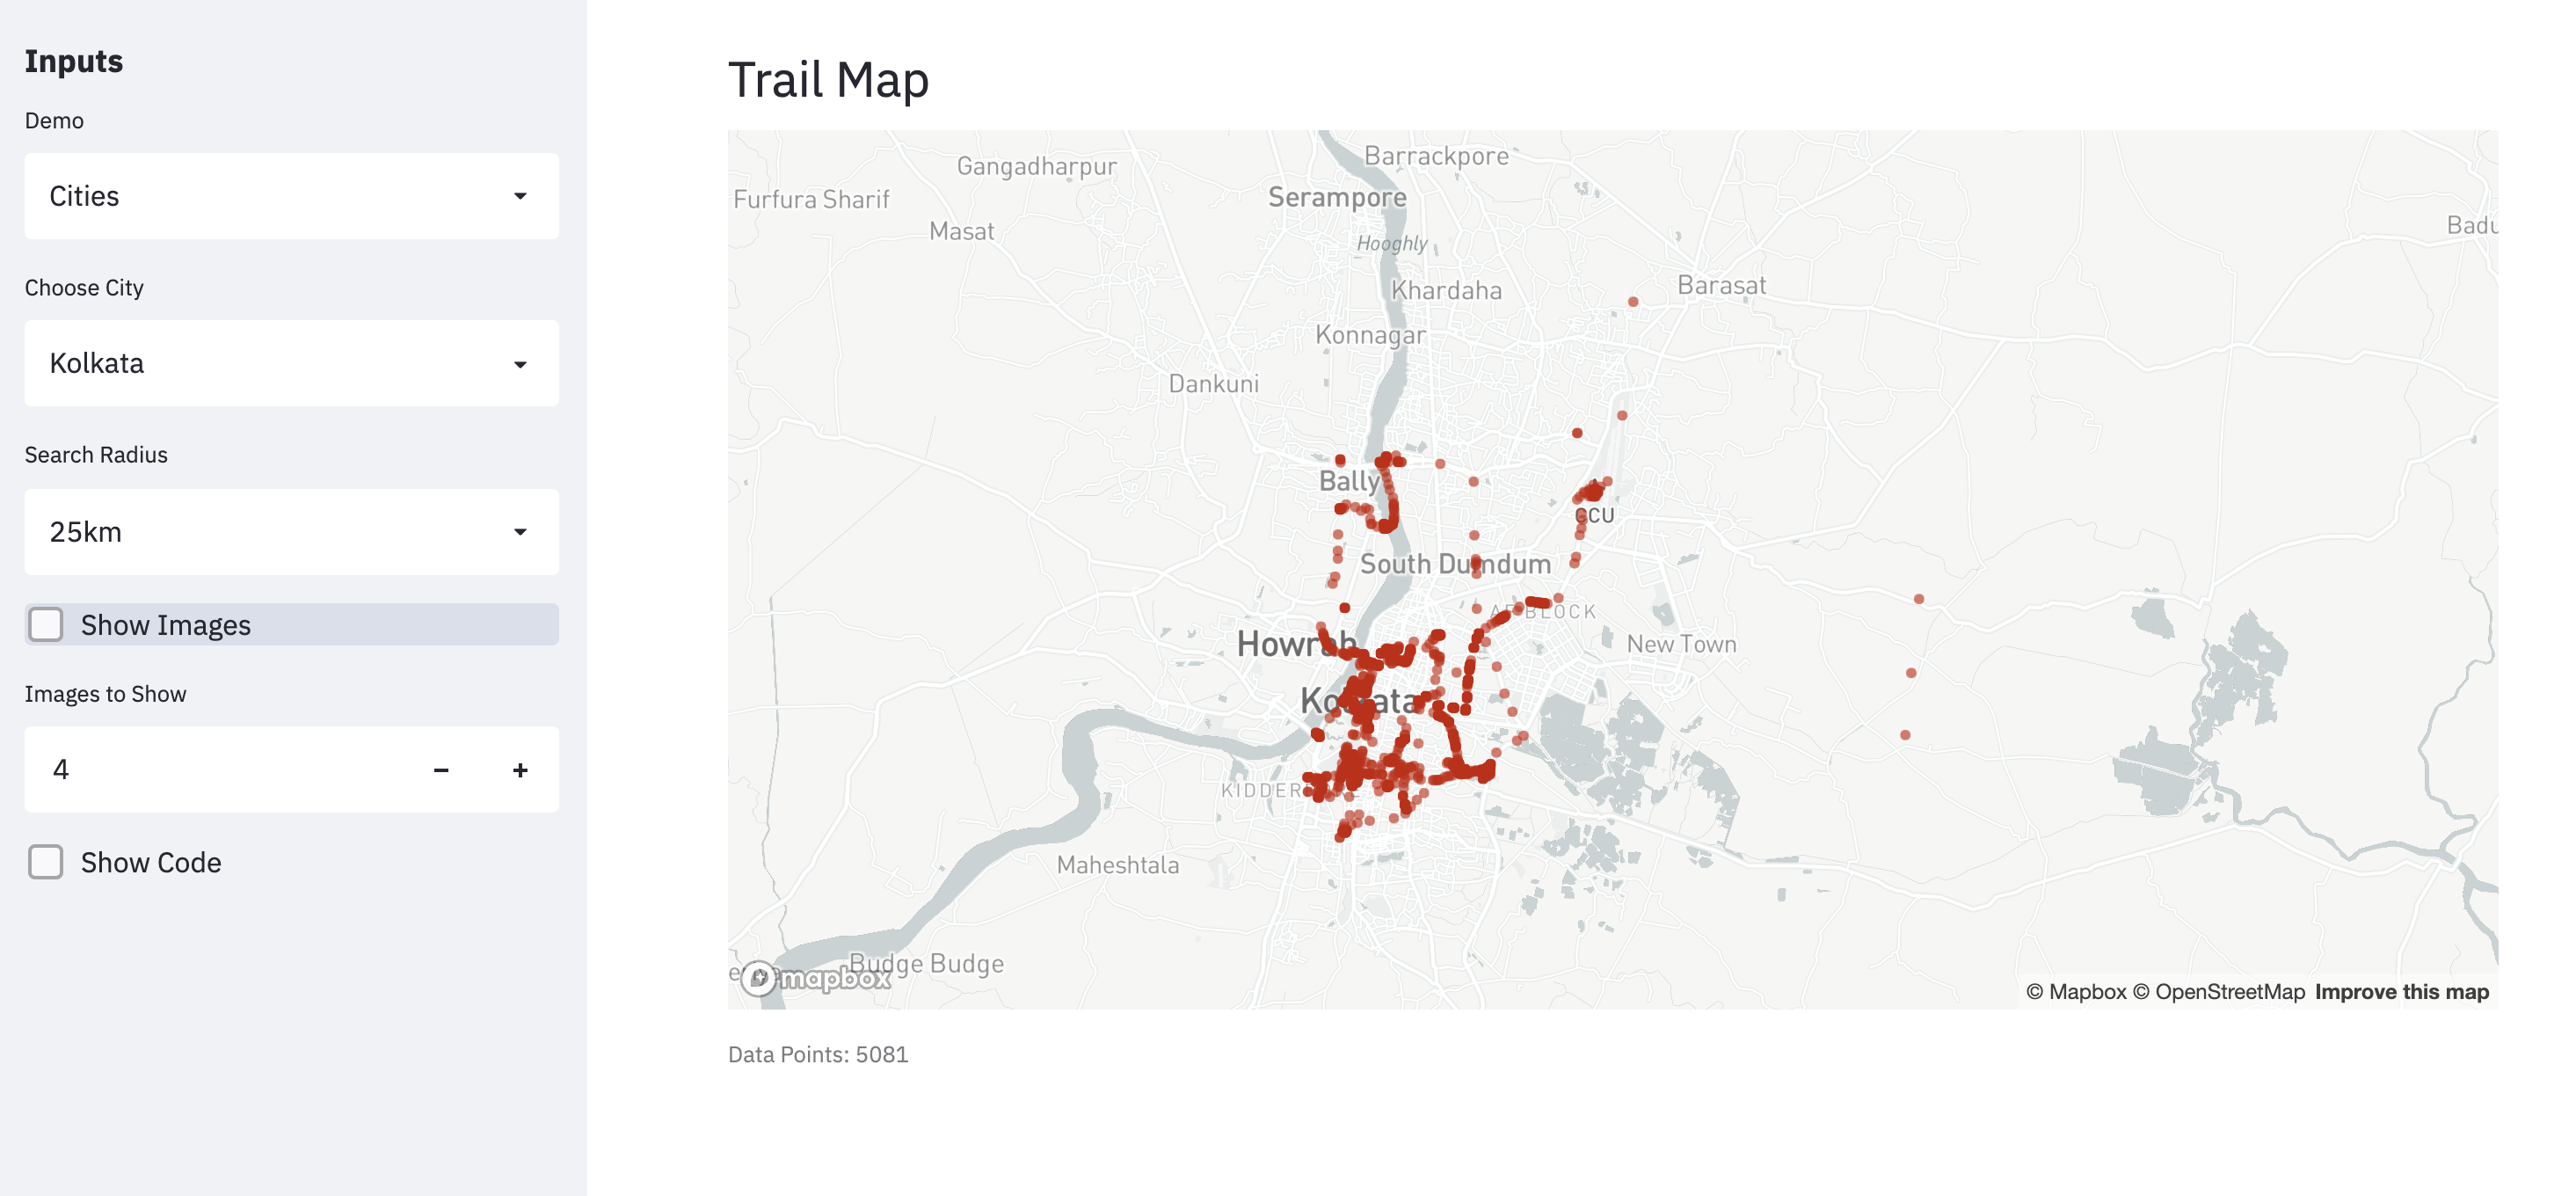 Inputs
Demo
Cities
Choose City
Kolkata
Search Radius
25km
Show Images
Images to Show
4
Show Code
Trail Map
Barrackpore
Gangadharpur
Serampore
Furfura Sharif
Masat
Badu
Hooghly
Barasat
Khardaha
Konnagar
Dankuni
Bally
CCU
South Dumdum
BLOCK
Howrah
New Town
Kolkata
KIDDER
Maheshtala
Budge Budge
mapbox
© Mapbox © OpenStreetMap Improve this map
Data Points: 5081